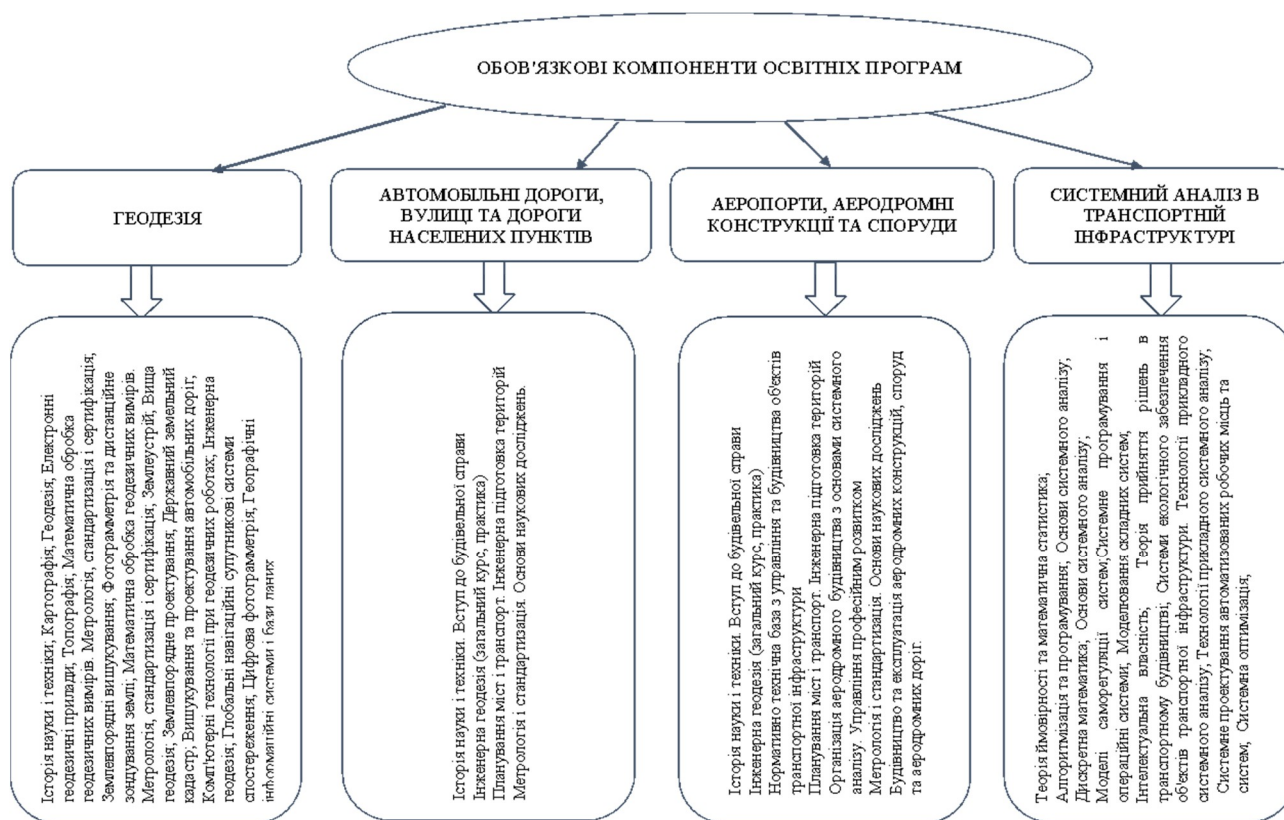 ОБОВ'ЯЗКОВІ КОМПОНЕНТИ ОСВІТНІХ ПРОГРАМ
ГЕОДЕЗІЯ
АВТОМОБІЛЬНІ ДОРОГИ,
ВУЛИЦІ ТА ДОРОГИ
НАСЕЛЕНИХ ПУНКТІВ
АЕРОПОРТИ, АЕРОДРОМНІ
КОНСТРУКЦІЇ ТА СПОРУДИ
СИСТЕМНИЙ АНАЛІЗ В
ТРАНСПОРТНІЙ
ІНФРАСТРУКТУРІ
Історія науки і техніки; Картографія; Геодезія; Електронні
геодезичні прилади; Топографія; Математична обробка
геодезичних вимірів. Метрологія, стандартизація і сертифікація;
Землевпорядні вишукування; Фотограмметрія та дистанційне
зондування землі; Математична обробка геодезичних вимірів.
Метрологія, стандартизація і сертифікація; Землеустрій; Вища
геодезія; Землевпорядне проектування; Державний земельний
кадастр; Вишукування та проектування автомобільних доріг;
Комп'ютерні технології при геодезичних роботах; Інженерна
геодезія; Глобальні навігаційні супутникові системи
спостереження; Цифрова фотограмметрія; Географічні
інформаційні системи і бази даних
Історія науки і техники. Вступ до будівельної справи
Інженерна геодезія (загальний курс, практика)
Планування міст і транспорт. Інженерна підготовка територій
Метрологія і стандартизація. Основи наукових досліджень.
Історія науки і техники. Вступ до будівельної справи
Інженерна геодезія (загальний курс, практика)
Нормативно технічна база з управління та будівництва об'єктів
транспортної інфраструктури
Планування міст і транспорт. Інженерна підготовка територій
Організація аеродромного будівництва з основами системного
аналізу. Управління професійним розвитком
Метрологія і стандартизація. Основи наукових досліджень
Будівництво та експлуатація аеродромних конструкцій, споруд
та аеродромних доріг.
Теорія ймовірності та математична статистика;
Алгоритмізація та програмування; Основи системного аналізу;
Дискретна математика; Основи системного аналізу;
Моделі саморегуляції систем;Системне програмування і
операційні системи; Моделювання складних систем;
Інтелектуальна власність; Теорія прийняття рішень в
транспортному будівництві; Системи екологічного забезпечення
об'єктів транспортної інфраструктури. Технології прикладного
системного аналізу; Технології прикладного системного аналізу;
Системне проектування автоматизованих робочих місць та
систем; Системна оптимізація;